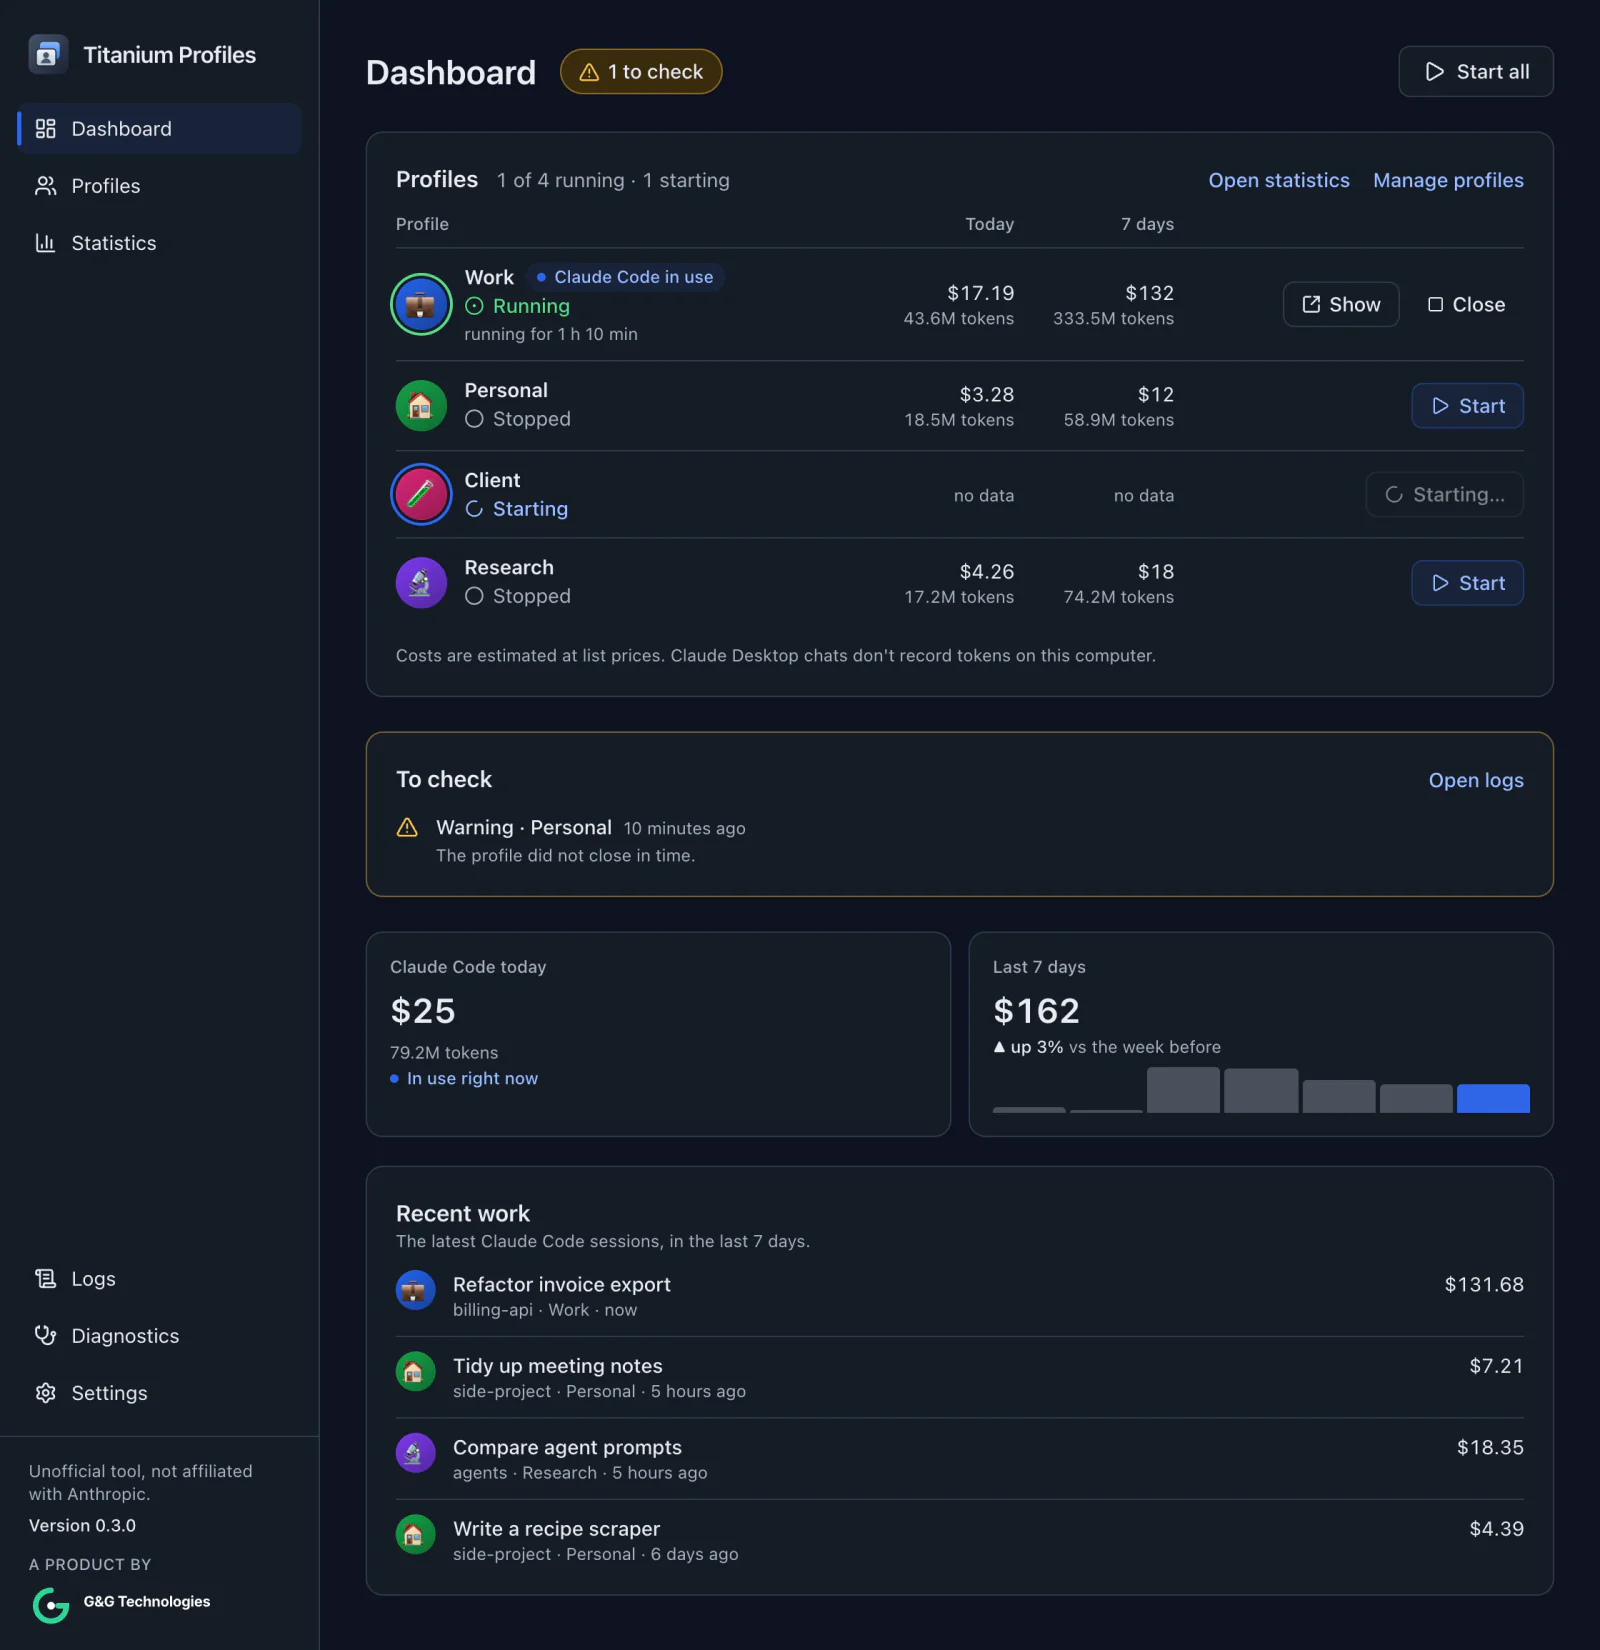 Titanium Profiles
Dashboard
Profiles
Statistics
Logs
Diagnostics
Settings
Unofficial tool, not affiliated
with Anthropic.
Version 0.3.0
A PRODUCT BY
G&G Technologies
Dashboard
1 to check
Start all
Profiles 1 of 4 running · 1 starting
Open statistics Manage profiles
Profile Today 7 days
Work Claude Code in use
Running
running for 1 h 10 min
$17.19 $132
43.6M tokens 333.5M tokens
Show Close
Personal
Stopped
$3.28 $12
18.5M tokens 58.9M tokens
Start
Client
Starting
no data no data
Starting...
Research
Stopped
$4.26 $18
17.2M tokens 74.2M tokens
Start
Costs are estimated at list prices. Claude Desktop chats don't record tokens on this computer.
To check
Open logs
Warning · Personal 10 minutes ago
The profile did not close in time.
Claude Code today
$25
79.2M tokens
In use right now
Last 7 days
$162
▲ up 3% vs the week before
Recent work
The latest Claude Code sessions, in the last 7 days.
Refactor invoice export $131.68
billing-api · Work · now
Tidy up meeting notes $7.21
side-project · Personal · 5 hours ago
Compare agent prompts $18.35
agents · Research · 5 hours ago
Write a recipe scraper $4.39
side-project · Personal · 6 days ago